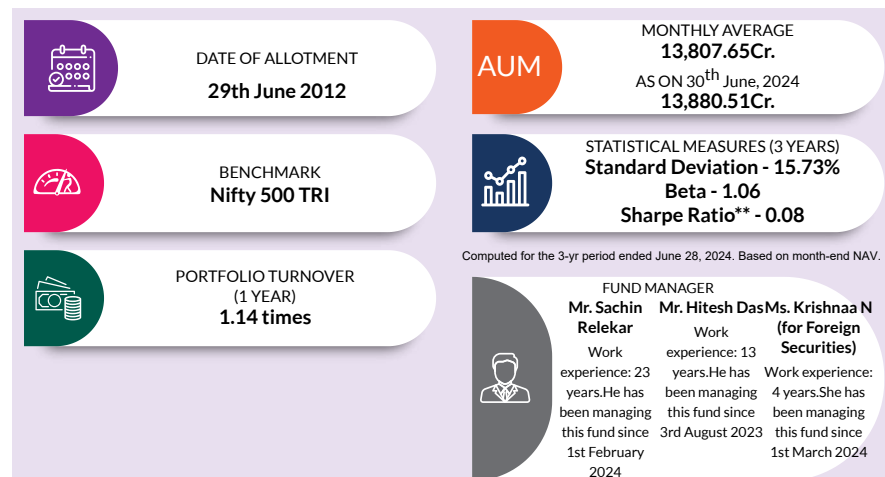 DATE OF ALLOTMENT
29th June 2012
BENCHMARK
Nifty 500 TRI
PORTFOLIO TURNOVER
(1 YEAR)
1.14 times
AUM
MONTHLY AVERAGE
13,807.65Cr.
AS ON 30th June, 2024
13,880.51Cr.
STATISTICAL MEASURES (3 YEARS)
Standard Deviation - 15.73%
Beta - 1.06
Sharpe Ratio** - 0.08
Computed for the 3-yr period ended June 28, 2024. Based on month-end NAV.
FUND MANAGER
Mr. Sachin
Relekar
Work
experience: 23
years.He has
been managing
this fund since
1st February
2024
Mr. Hitesh Das
Work
experience: 13
years.He has
been managing
this fund since
3rd August 2023
Ms. Krishnaa N
(for Foreign
Securities)
Work experience:
4 years.She has
been managing
this fund since
1st March 2024